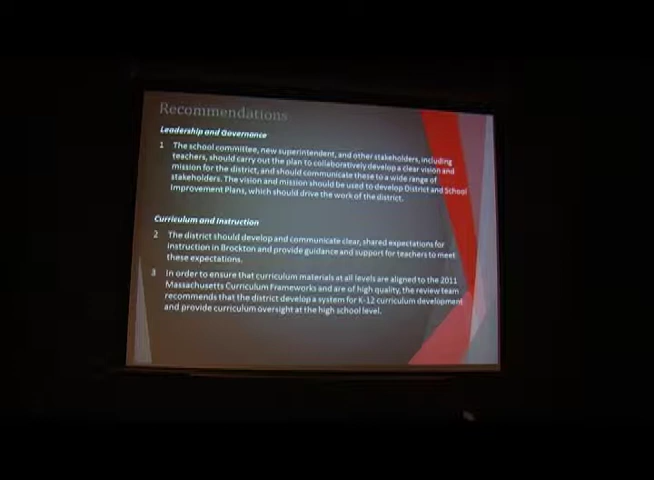 Recommendations
Leadership and Governance
1 The school committee, new superintendent, and other stakeholders, including
teachers, should carry out the plan to collaboratively develop a clear vision and
mission for the district, and should communicate these to a wide range of
stakeholders. The vision and mission should be used to develop District and School
Improvement Plans, which should drive the work of the district.
Curriculum and Instruction
2 The district should develop and communicate clear, shared expectations for
instruction in Brockton and provide guidance and support for teachers to meet
these expectations.
3 In order to ensure that curriculum materials at all levels are aligned to the 2011
Massachusetts Curriculum Frameworks and are of high quality, the review team
recommends that the district develop a system for K-12 curriculum development
and provide curriculum oversight at the high school level.